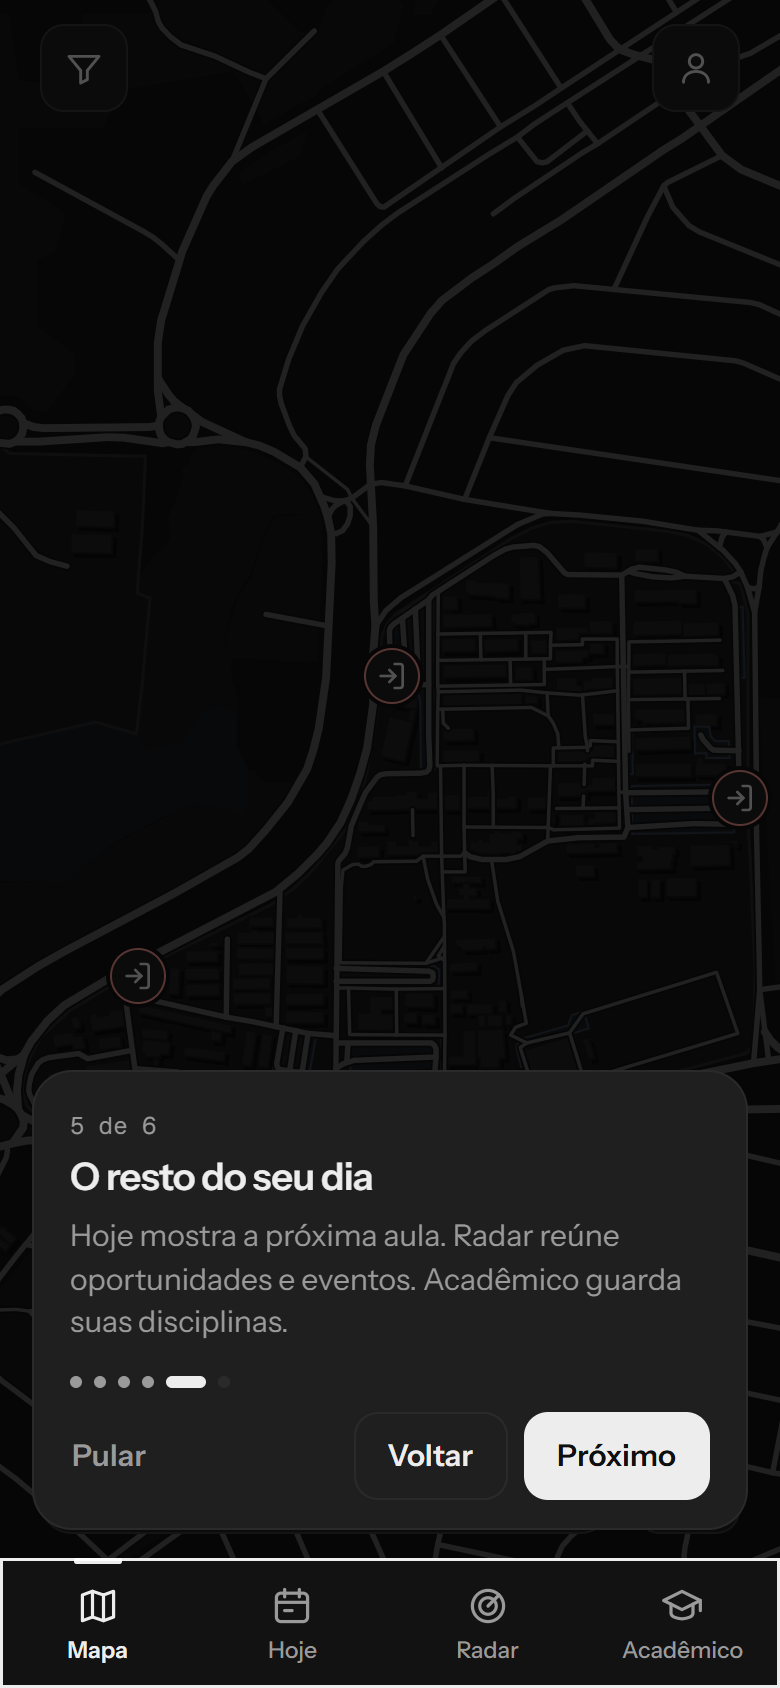 5 de 6
O resto do seu dia
Hoje mostra a próxima aula. Radar reúne
oportunidades e eventos. Acadêmico guarda
suas disciplinas.
Pular
Voltar
Próximo
Mapa
Hoje
Radar
Acadêmico